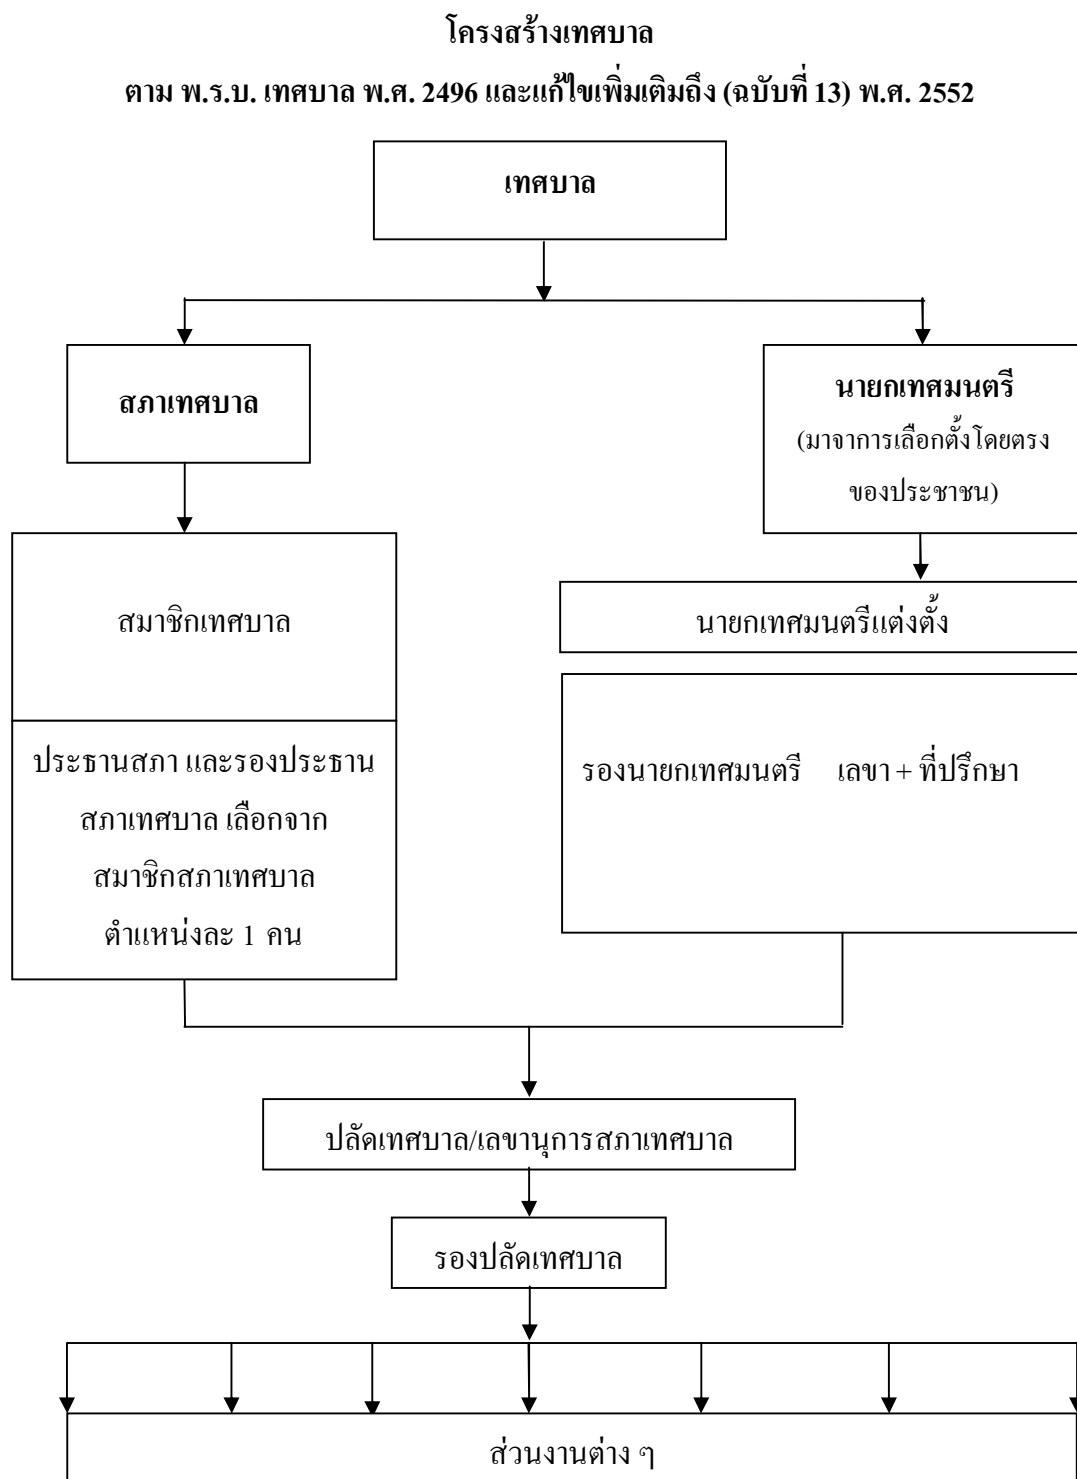 โครงสร้างเทศบาล
ตาม พ.ร.บ. เทศบาล พ.ศ. 2496 และแก้ไขเพิ่มเติมถึง (ฉบับที่ 13) พ.ศ. 2552
เทศบาล
สภาเทศบาล
นายกเทศมนตรี
(มาจาการเลือกตั้งโดยตรง
ของประชาชน)
สมาชิกเทศบาล
นายกเทศมนตรีแต่งตั้ง
ประธานสภา และรองประธาน
สภาเทศบาล เลือกจาก
สมาชิกสภาเทศบาล
ตำแหน่งละ 1 คน
รองนายกเทศมนตรี เลขา + ที่ปรึกษา
ปลัดเทศบาล/เลขานุการสภาเทศบาล
รองปลัดเทศบาล
ส่วนงานต่าง ๆ